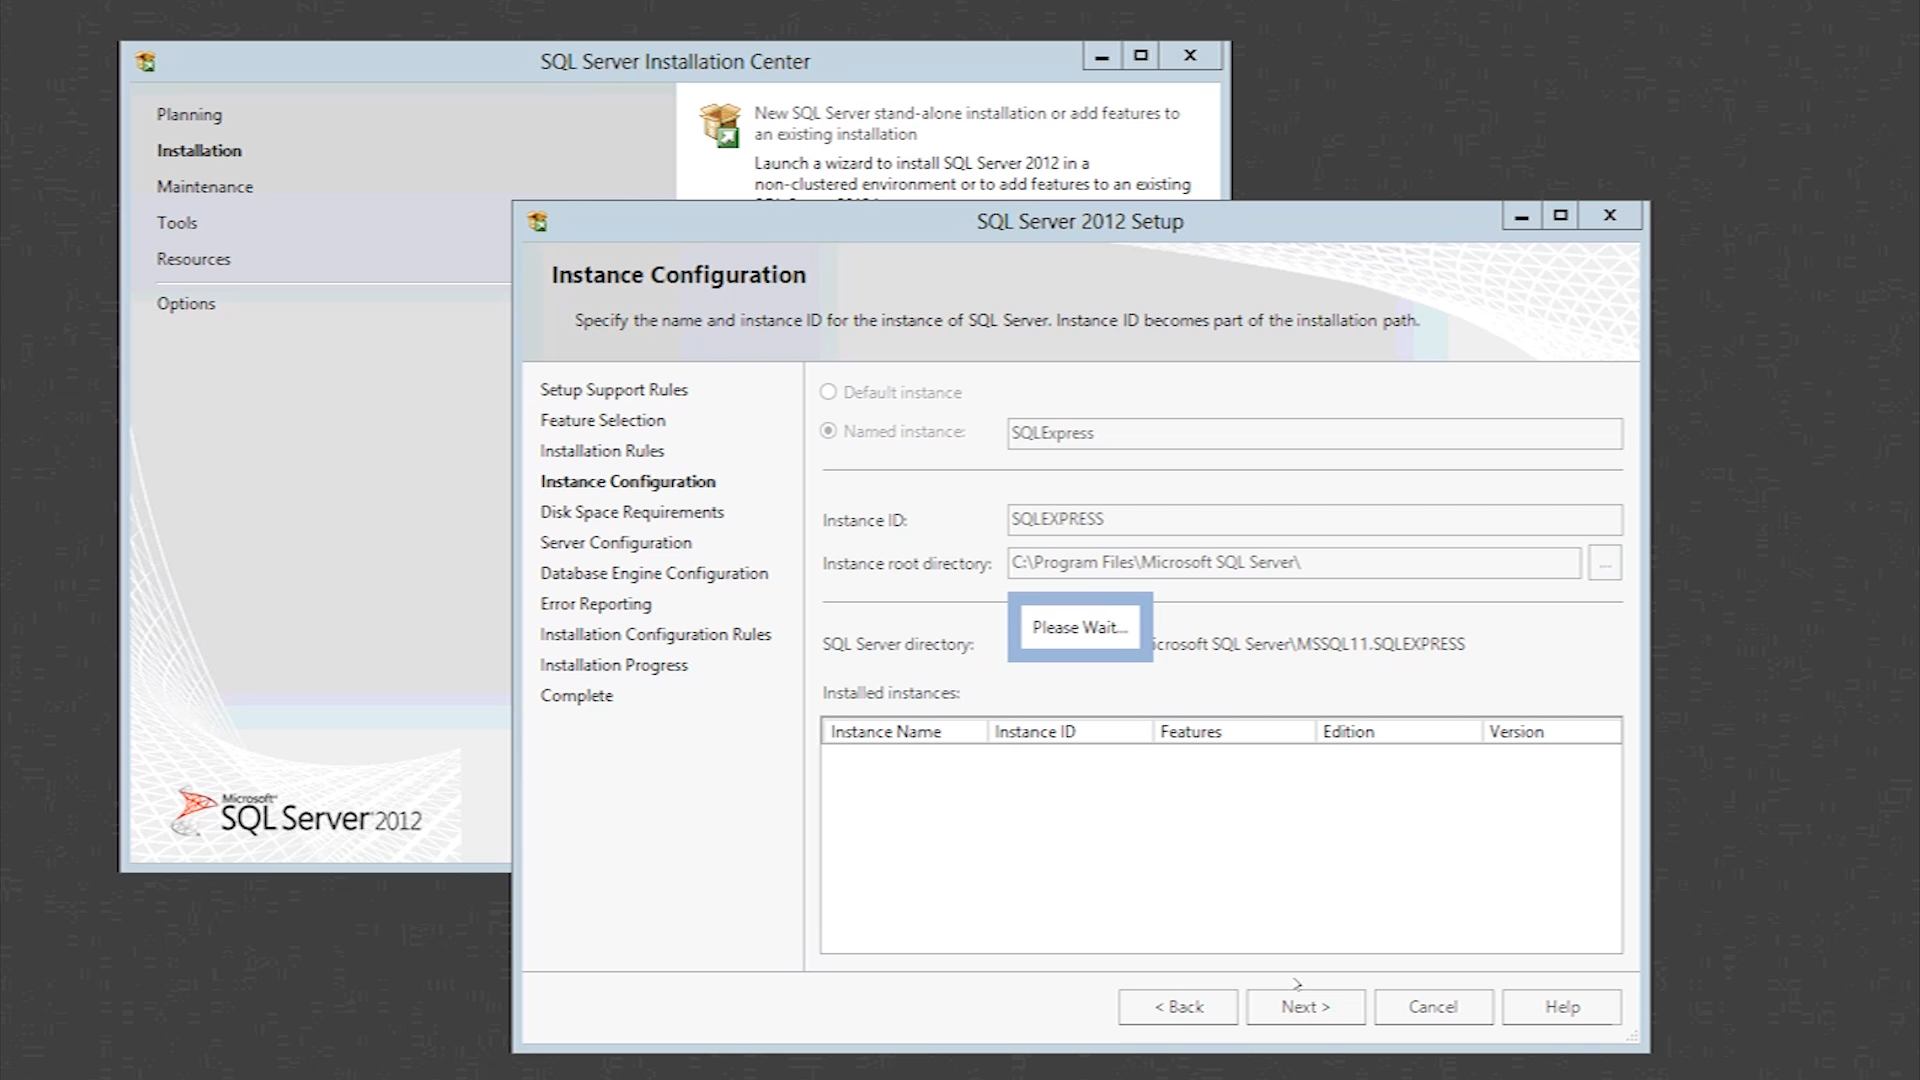 SQL Server Installation Center
Planning
Installation
Maintenance
Tools
Resources
Options
New SQL Server stand-alone installation or add features to
an existing installation
Launch a wizard to install SQL Server 2012 in a
non-clustered environment or to add features to an existing
Microsoft
SQL Server 2012
SQL Server 2012 Setup
Instance Configuration
Specify the name and instance ID for the instance of SQL Server. Instance ID becomes part of the installation path.
Setup Support Rules
Feature Selection
Installation Rules
Instance Configuration
Disk Space Requirements
Server Configuration
Database Engine Configuration
Error Reporting
Installation Configuration Rules
Installation Progress
Complete
Default instance
Named instance: SQLExpress
Instance ID: SQLEXPRESS
Instance root directory: C:\Program Files\Microsoft SQL Server\ ...
Please Wait...
SQL Server directory: icrosoft SQL Server\MSSQL11.SQLEXPRESS
Installed instances:
Instance Name Instance ID Features Edition Version
< Back Next > Cancel Help